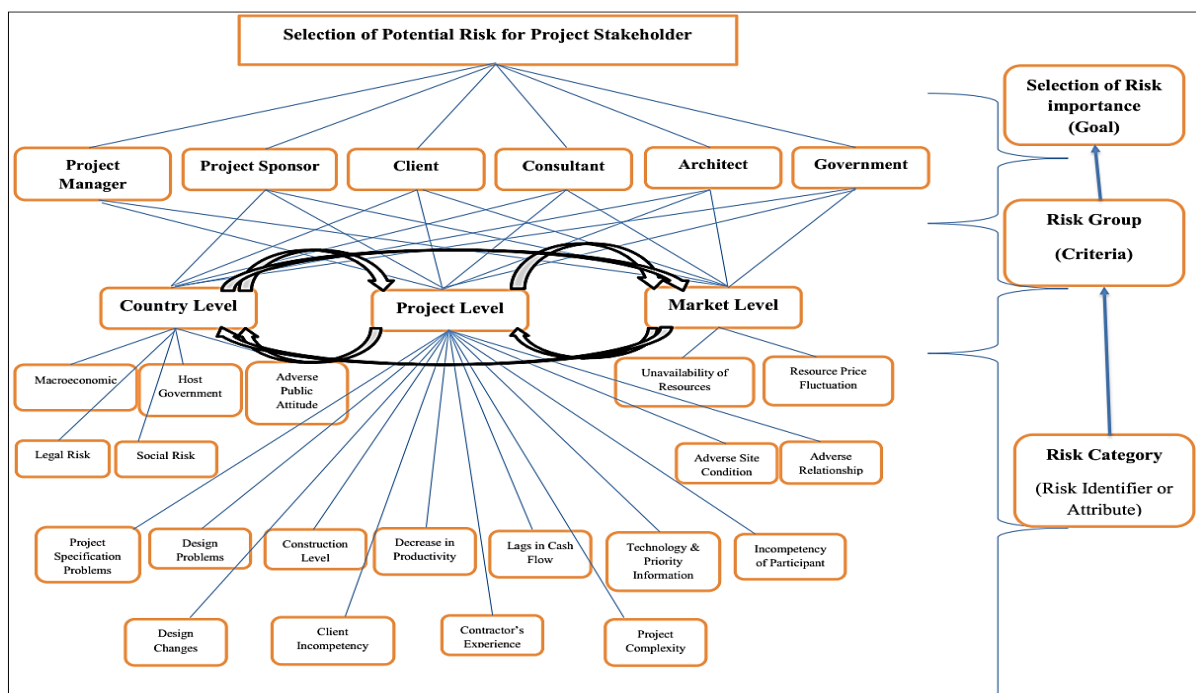 Selection of Potential Risk for Project Stakeholder
Selection of Risk
importance
(Goal)
Project
Manager
Project Sponsor
Client
Consultant
Architect
Government
Risk Group
(Criteria)
Country Level
Project Level
Market Level
Macroeconomic
Host
Government
Adverse
Public
Attitude
Unavailability of
Resources
Resource Price
Fluctuation
Legal Risk
Social Risk
Adverse Site
Condition
Adverse
Relationship
Risk Category
(Risk Identifier or
Attribute)
Project
Specification
Problems
Design
Problems
Construction
Level
Decrease in
Productivity
Lags in Cash
Flow
Technology &
Priority
Information
Incompetency
of Participant
Design
Changes
Client
Incompetency
Contractor’s
Experience
Project
Complexity